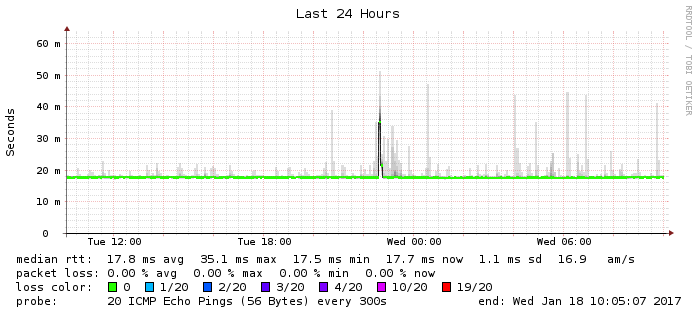 Last 24 Hours
RRDTOOL / TOBI OETIKER
Seconds
60 m
50 m
40 m
30 m
20 m
10 m
0
Tue 12:00 Tue 18:00 Wed 00:00 Wed 06:00
median rtt: 17.8 ms avg 35.1 ms max 17.5 ms min 17.7 ms now 1.1 ms sd 16.9 am/s
packet loss: 0.00 % avg 0.00 % max 0.00 % min 0.00 % now
loss color: 0 1/20 2/20 3/20 4/20 10/20 19/20
probe: 20 ICMP Echo Pings (56 Bytes) every 300s end: Wed Jan 18 10:05:07 2017